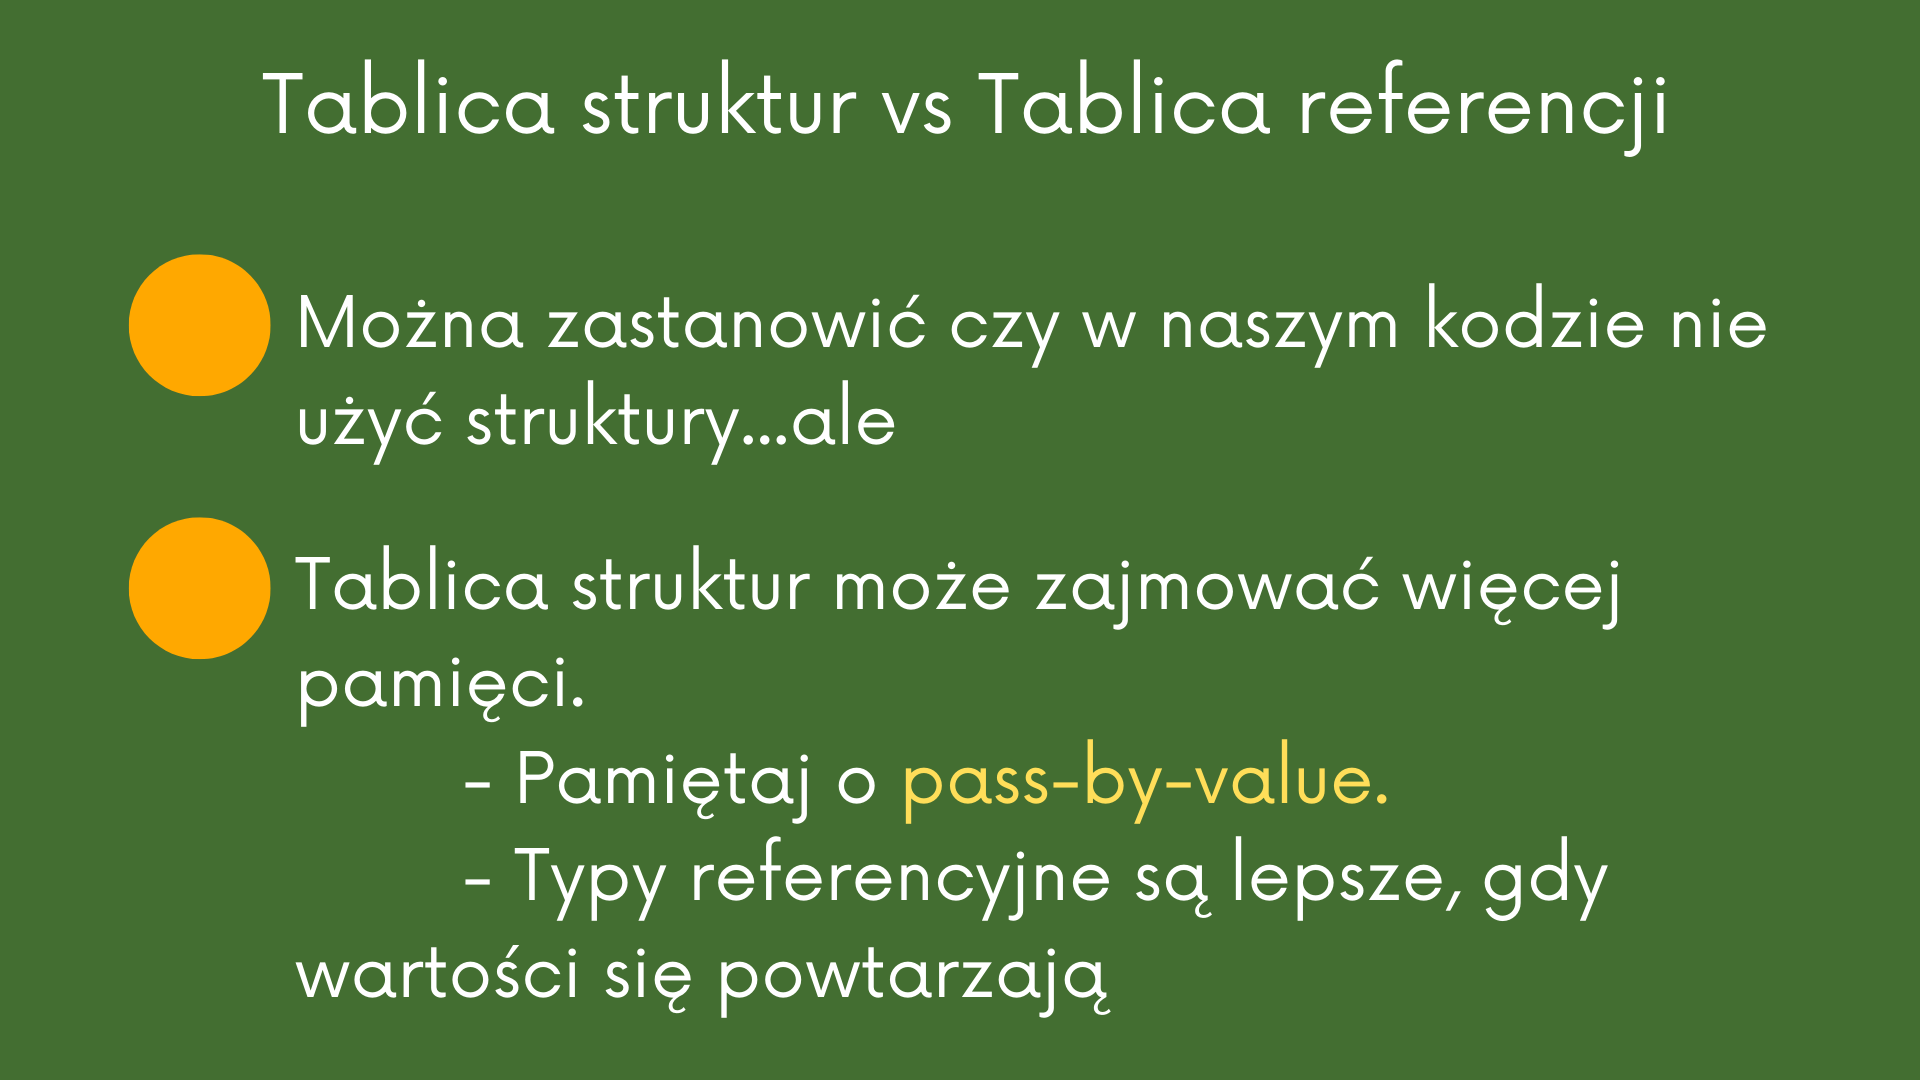 Tablica struktur vs Tablica referencji
Można zastanowić czy w naszym kodzie nie
użyć struktury...ale
Tablica struktur może zajmować więcej
pamięci.
- Pamiętaj o pass-by-value.
- Typy referencyjne są lepsze, gdy
wartości się powtarzają